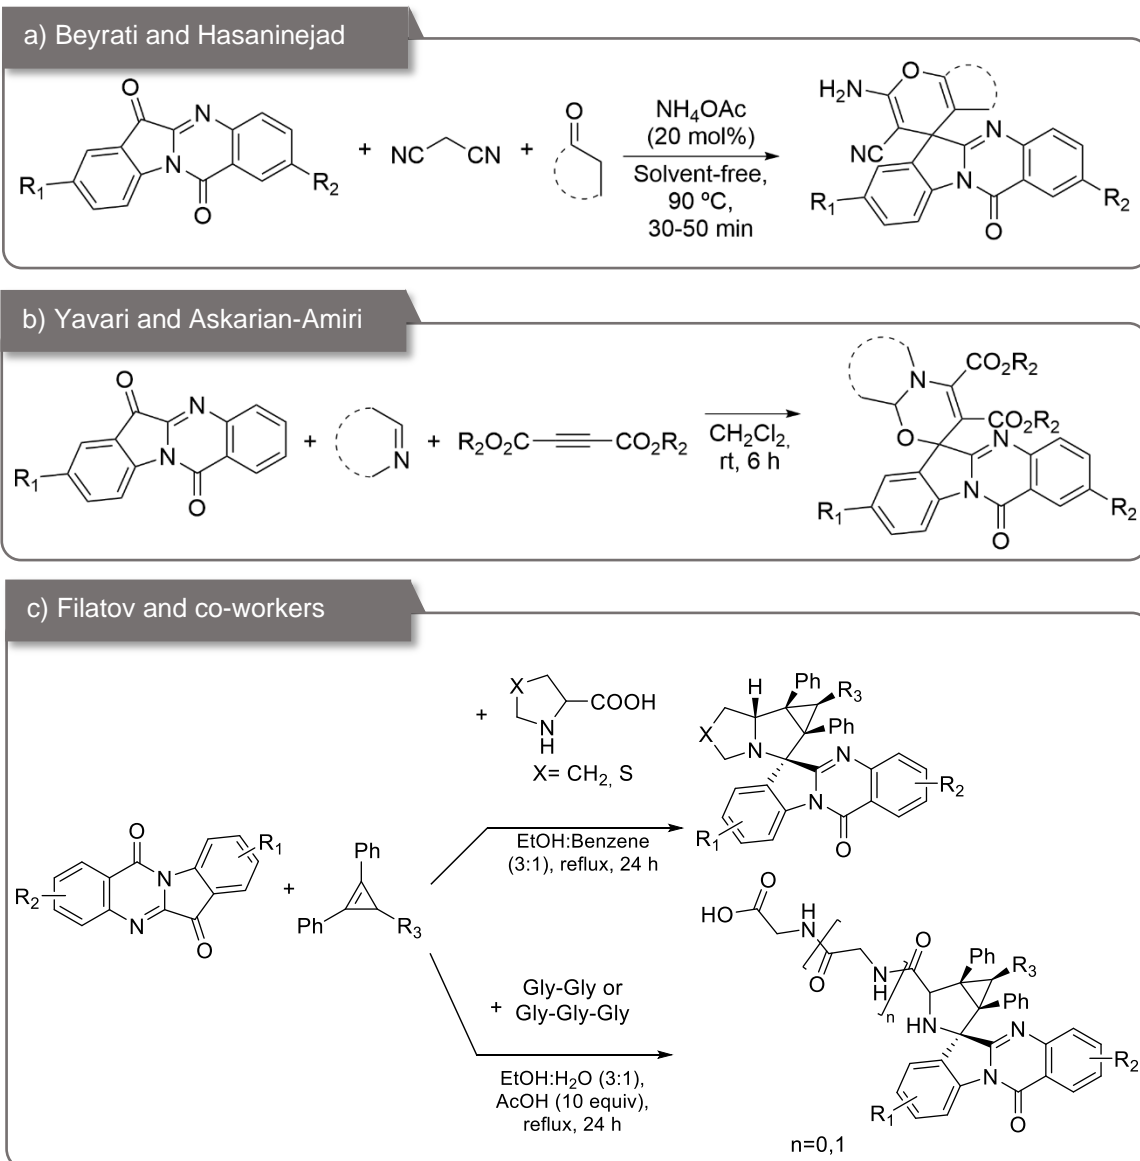 a) Beyrati and Hasaninejad
O
N
N
O
R1
R2
+
NC
CN
+
O
NH4OAc
(20 mol%)
Solvent-free,
90 ºC,
30-50 min
H2N
O
NC
N
N
O
R1
R2
b) Yavari and Askarian-Amiri
O
N
N
O
R1
+
N
+
R2O2C
CO2R2
CH2Cl2,
rt, 6 h
N
CO2R2
CO2R2
O
N
N
O
R1
R2
c) Filatov and co-workers
+
X
N
H
COOH
X= CH2, S
EtOH:Benzene
(3:1), reflux, 24 h
H
Ph
R3
Ph
X
N
N
N
O
R1
R2
O
N
N
O
R1
R2
+
Ph
Ph
R3
+ Gly-Gly or
Gly-Gly-Gly
EtOH:H2O (3:1),
AcOH (10 equiv),
reflux, 24 h
O
HO
H
N
O
N
H
n
O
Ph
R3
Ph
HN
N
N
O
R1
R2
n=0,1